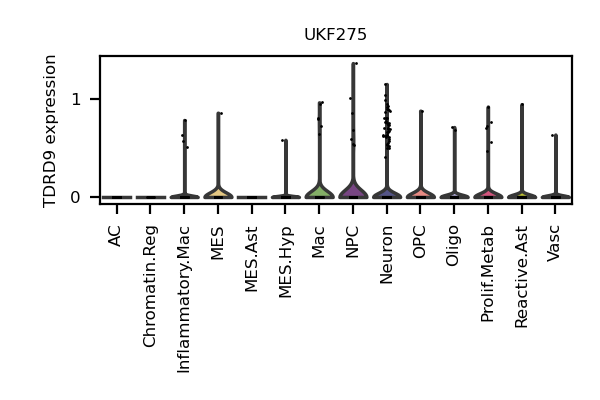 UKF275
TDRD9 expression
1
0
AC
Chromatin.Reg
Inflammatory.Mac
MES
MES.Ast
MES.Hyp
Mac
NPC
Neuron
OPC
Oligo
Prolif.Metab
Reactive.Ast
Vasc